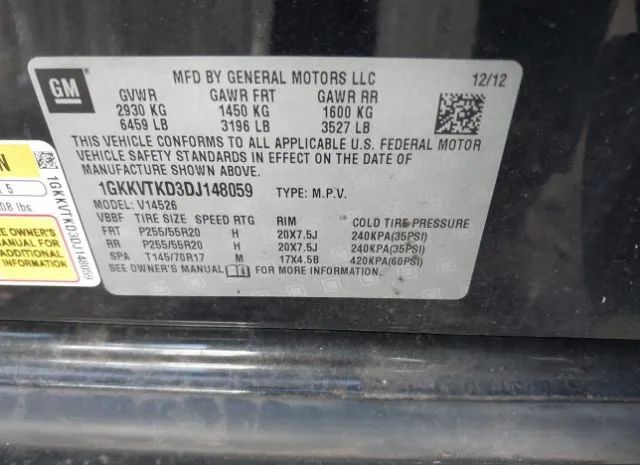 GM
MFD BY GENERAL MOTORS LLC 12/12
GVWR GAWR FRT GAWR RR
2930 KG 1450 KG 1600 KG
6459 LB 3196 LB 3527 LB
THIS VEHICLE CONFORMS TO ALL APPLICABLE U.S. FEDERAL MOTOR
VEHICLE SAFETY STANDARDS IN EFFECT ON THE DATE OF
MANUFACTURE SHOWN ABOVE.
1GKKVTKD3DJ148059 TYPE: M.P.V.
MODEL: V14526
VBBF TIRE SIZE SPEED RTG RIM COLD TIRE PRESSURE
FRT P255/55R20 H 20X7.5J 240KPA(35PSI)
RR P255/55R20 H 20X7.5J 240KPA(35PSI)
SPA T145/70R17 M 17X4.5B 420KPA(60PSI)
SEE OWNER'S MANUAL FOR MORE INFORMATION
5
08 lbs.
SEE OWNER'S
MANUAL FOR
ADDITIONAL
INFORMATION
1GKKVTKD3DJ148059